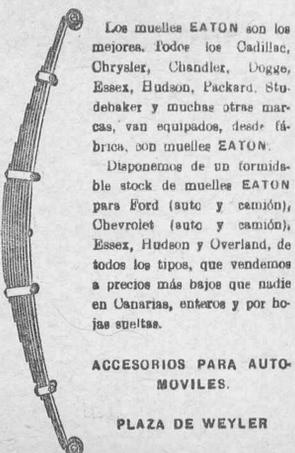 Los muelles EATON son los
mejores. Todos los Cadillac,
Chrysler, Chandler, Dogge,
Essex, Hudson, Packard, Stu-
debaker y muchas otras mar-
cas, van equipados, desde fá-
brica, con muelles EATON.
Disponemos de un formida-
ble stock de muelles EATON
para Ford (auto y camión),
Chevrolet (auto y camión),
Essex, Hudson y Overland, de
todos los tipos, que vendemos
a precios más bajos que nadie
en Canarias, enteros y por ho-
jas sueltas.
ACCESORIOS PARA AUTO-
MOVILES.
PLAZA DE WEYLER